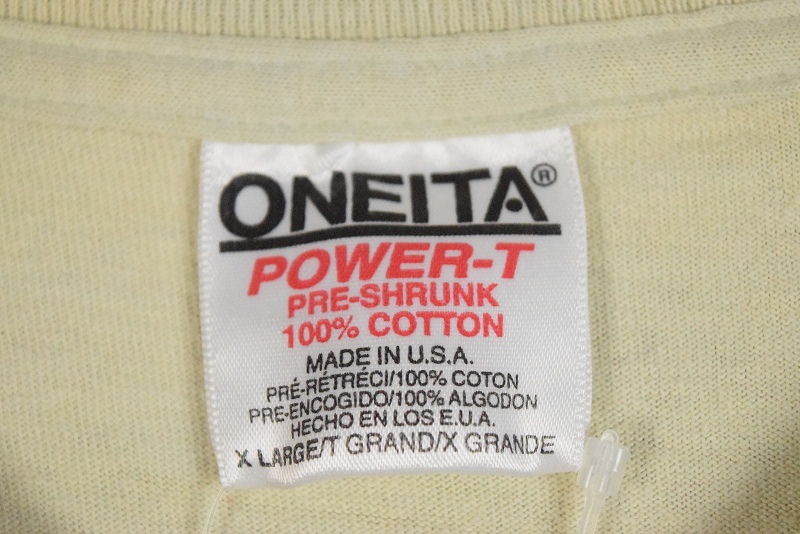 ONEITA®
POWER-T
PRE-SHRUNK
100% COTTON
MADE IN U.S.A.
PRÉ-RÉTRÉCI/100% COTON
PRE-ENCOGIDO/100% ALGODON
HECHO EN LOS E.U.A.
X LARGE/T GRAND/X GRANDE